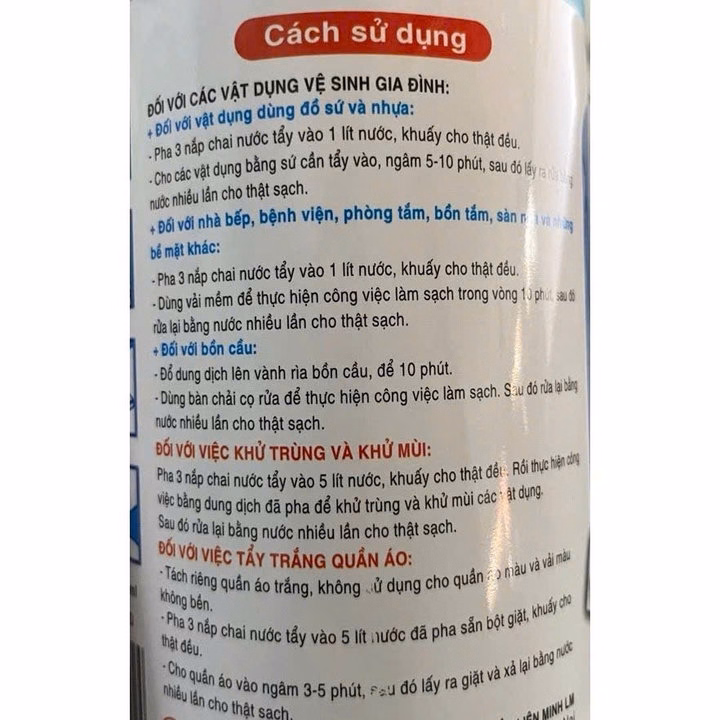 Cách sử dụng
ĐỐI VỚI CÁC VẬT DỤNG VỆ SINH GIA ĐÌNH:
+ Đối với vật dụng dùng đồ sứ và nhựa:
- Pha 3 nắp chai nước tẩy vào 1 lít nước, khuấy cho thật đều.
- Cho các vật dụng bằng sứ cần tẩy vào, ngâm 5-10 phút, sau đó lấy ra rửa bằng
nước nhiều lần cho thật sạch.
+ Đối với nhà bếp, bệnh viện, phòng tắm, bồn tắm, sàn và những
bề mặt khác:
- Pha 3 nắp chai nước tẩy vào 1 lít nước, khuấy cho thật đều.
- Dùng vải mềm để thực hiện công việc làm sạch trong vòng 10 phút, sau đó
rửa lại bằng nước nhiều lần cho thật sạch.
+ Đối với bồn cầu:
- Đổ dung dịch lên vành rìa bồn cầu, để 10 phút.
- Dùng bàn chải cọ rửa để thực hiện công việc làm sạch. Sau đó rửa lại bằng
nước nhiều lần cho thật sạch.
ĐỐI VỚI VIỆC KHỬ TRÙNG VÀ KHỬ MÙI:
Pha 3 nắp chai nước tẩy vào 5 lít nước, khuấy cho thật đều. Rồi thực hiện công
việc bằng dung dịch đã pha để khử trùng và khử mùi các vật dụng.
Sau đó rửa lại bằng nước nhiều lần cho thật sạch.
ĐỐI VỚI VIỆC TẨY TRẮNG QUẦN ÁO:
- Tách riêng quần áo trắng, không sử dụng cho quần áo màu và vải màu
không bền.
- Pha 3 nắp chai nước tẩy vào 5 lít nước đã pha sẵn bột giặt, khuấy cho
thật đều.
- Cho quần áo vào ngâm 3-5 phút, sau đó lấy ra giặt và xả lại bằng nước
nhiều lần cho thật sạch.
MINH LM